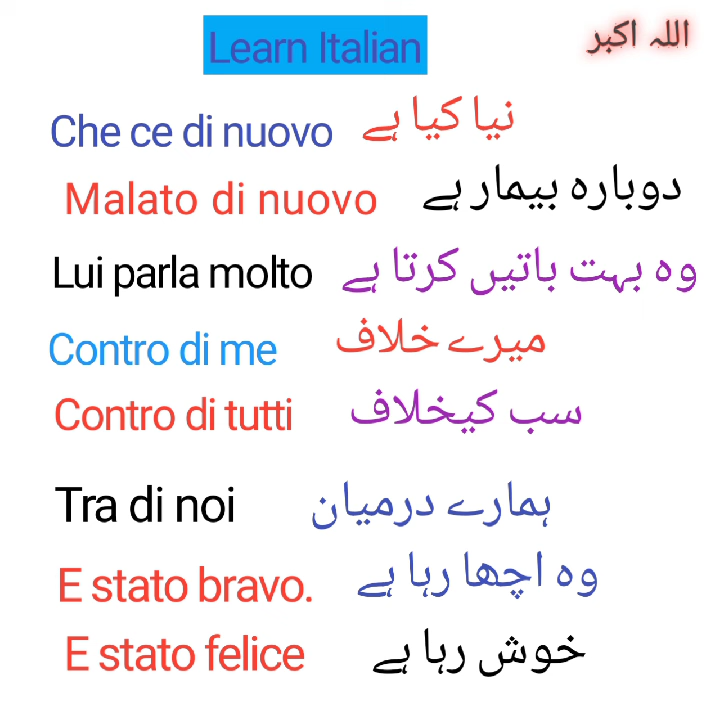 Learn Italian اللہ اکبر
Che ce di nuovo نیا کیا ہے
Malato di nuovo دوبارہ بیمار ہے
Lui parla molto وہ بہت باتیں کرتا ہے
Contro di me میرے خلاف
Contro di tutti سب کیخلاف
Tra di noi ہمارے درمیان
E stato bravo. وہ اچھا رہا ہے
E stato felice خوش رہا ہے